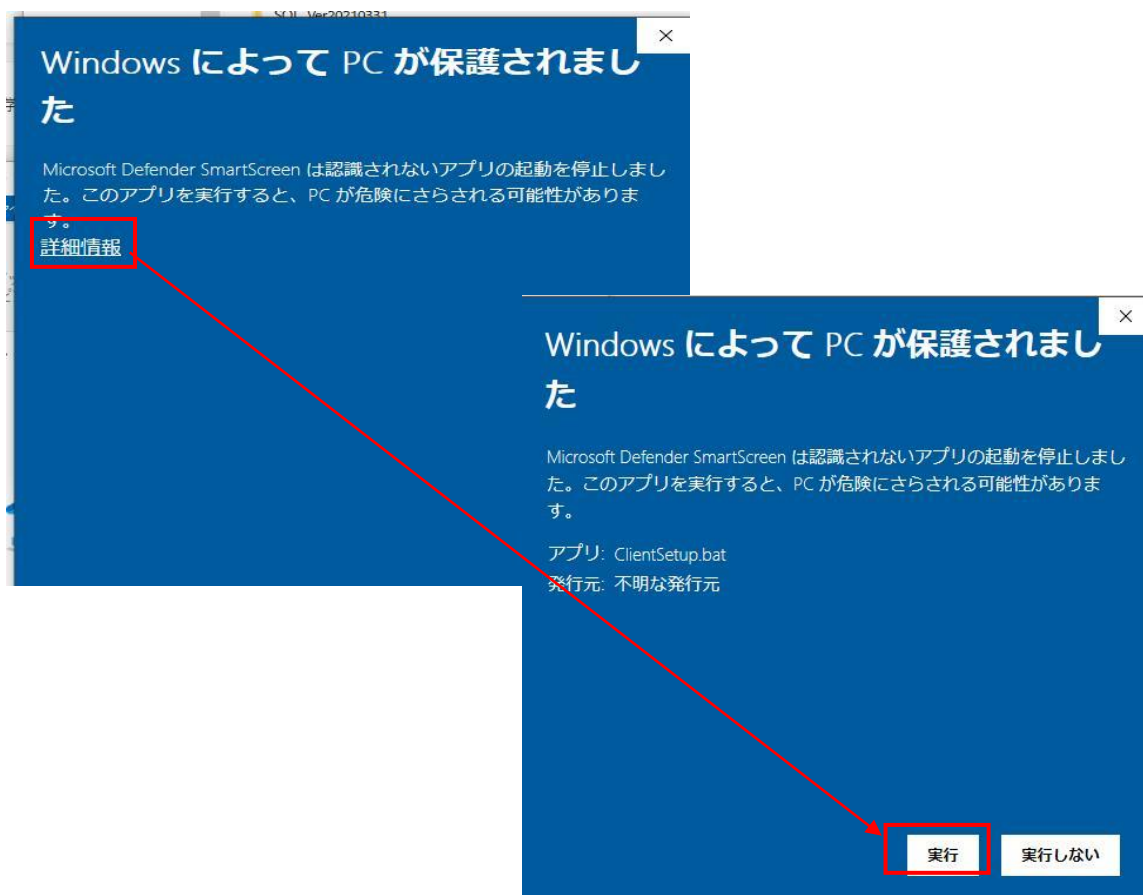 SQL_Ver20210331
Windows によって PC が保護されまし
た
Microsoft Defender SmartScreen は認識されないアプリの起動を停止しまし
た。このアプリを実行すると、PC が危険にさらされる可能性がありま
す。
詳細情報
Windows によって PC が保護されまし
た
Microsoft Defender SmartScreen は認識されないアプリの起動を停止しまし
た。このアプリを実行すると、PC が危険にさらされる可能性がありま
す。
アプリ: ClientSetup.bat
発行元: 不明な発行元
実行 実行しない